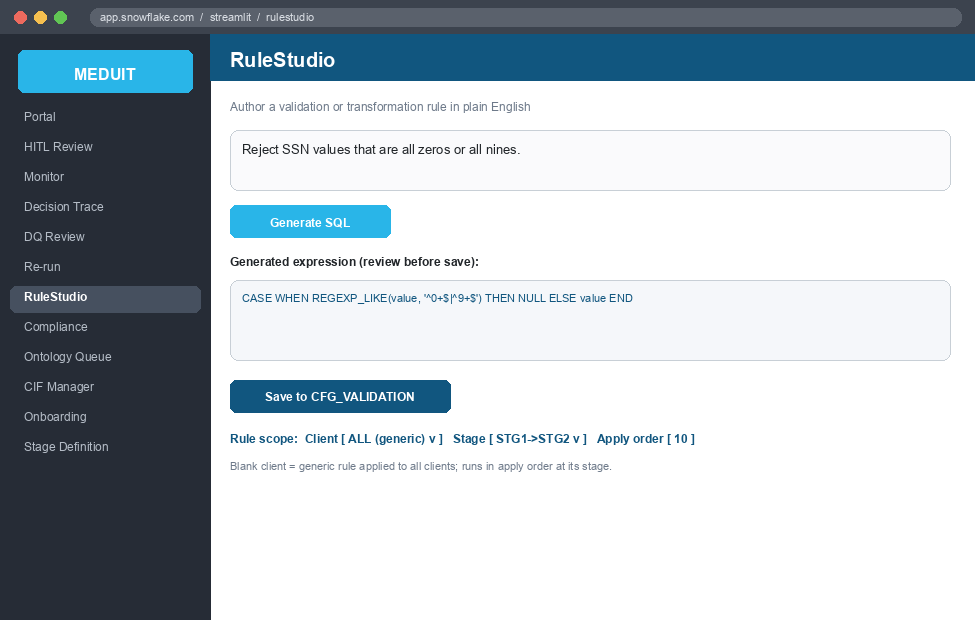 app.snowflake.com / streamlit / rulestudio
MEDUIT
Portal
HITL Review
Monitor
Decision Trace
DQ Review
Re-run
RuleStudio
Compliance
Ontology Queue
CIF Manager
Onboarding
Stage Definition
RuleStudio
Author a validation or transformation rule in plain English
Reject SSN values that are all zeros or all nines.
Generate SQL
Generated expression (review before save):
CASE WHEN REGEXP_LIKE(value, '^0+$|^9+$') THEN NULL ELSE value END
Save to CFG_VALIDATION
Rule scope: Client [ ALL (generic) v ] Stage [ STG1->STG2 v ] Apply order [ 10 ]
Blank client = generic rule applied to all clients; runs in apply order at its stage.